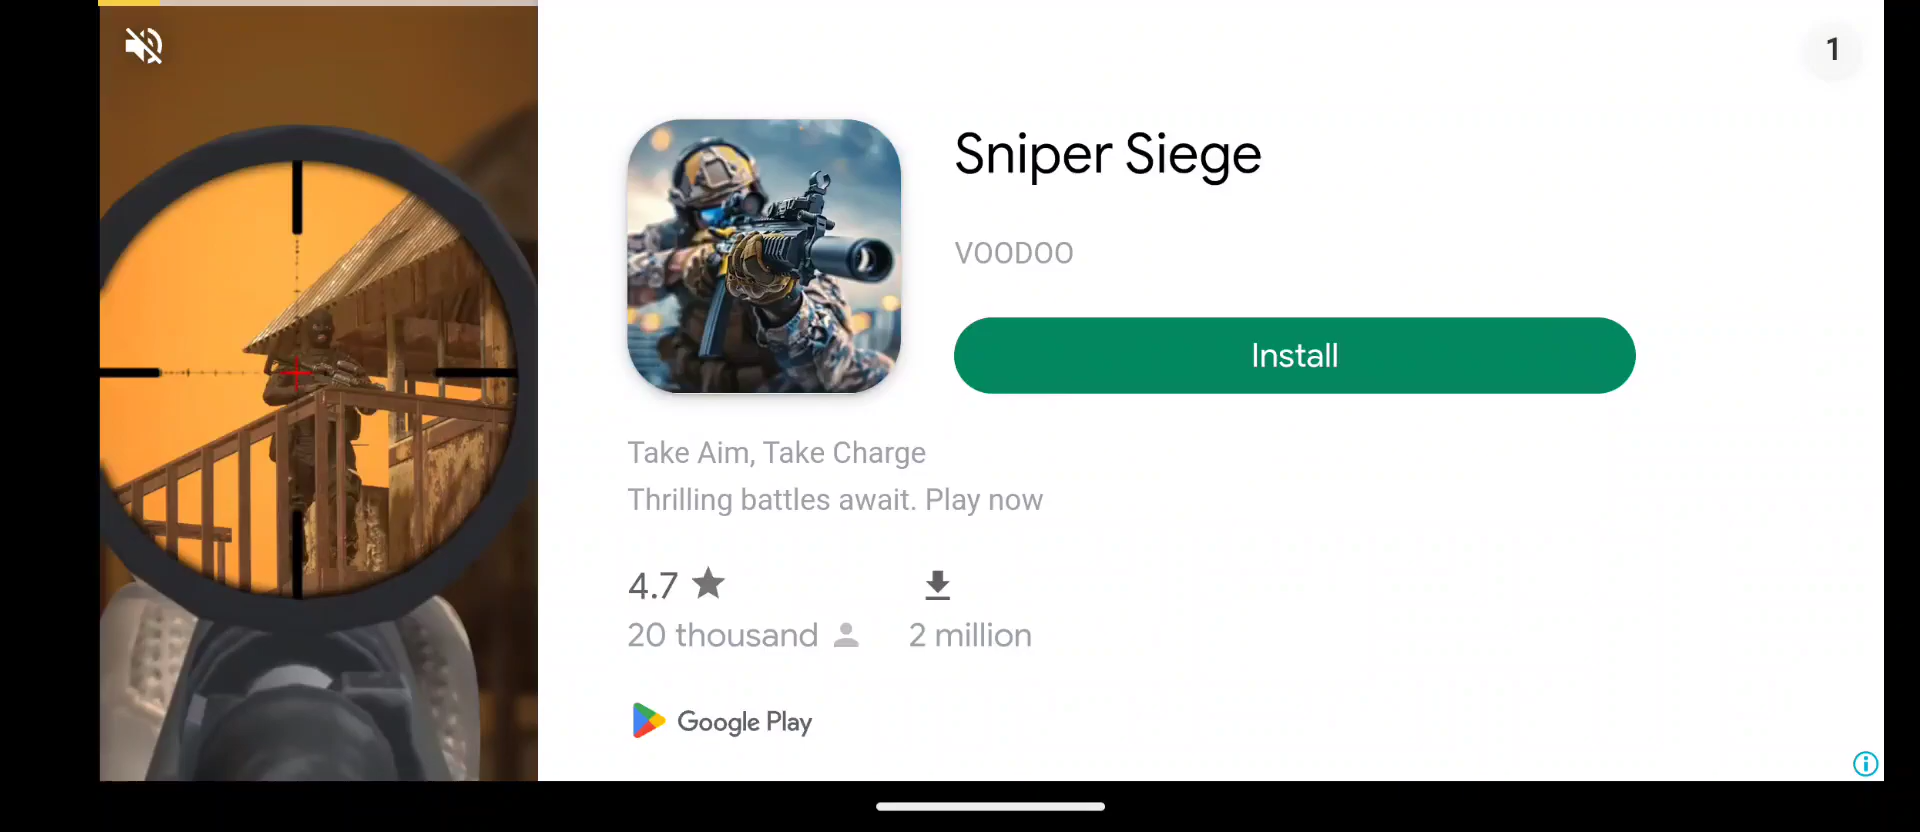 1
Sniper Siege
VOODOO
Install
Take Aim, Take Charge
Thrilling battles await. Play now
4.7
20 thousand
2 million
Google Play